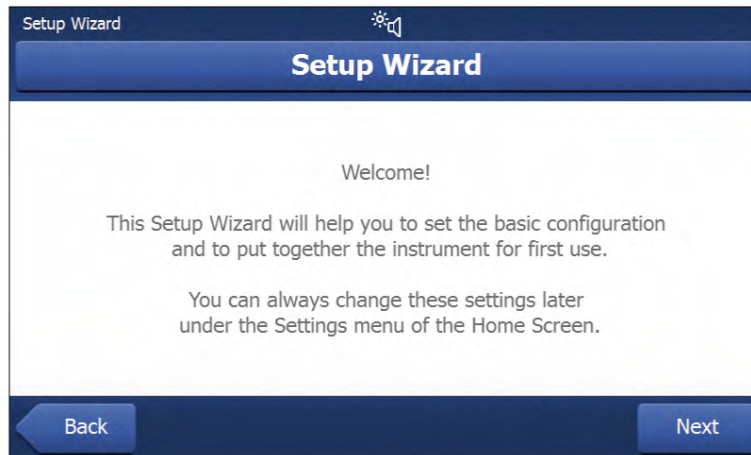 Setup Wizard
Setup Wizard
Welcome!
This Setup Wizard will help you to set the basic configuration
and to put together the instrument for first use.
You can always change these settings later
under the Settings menu of the Home Screen.
Back
Next